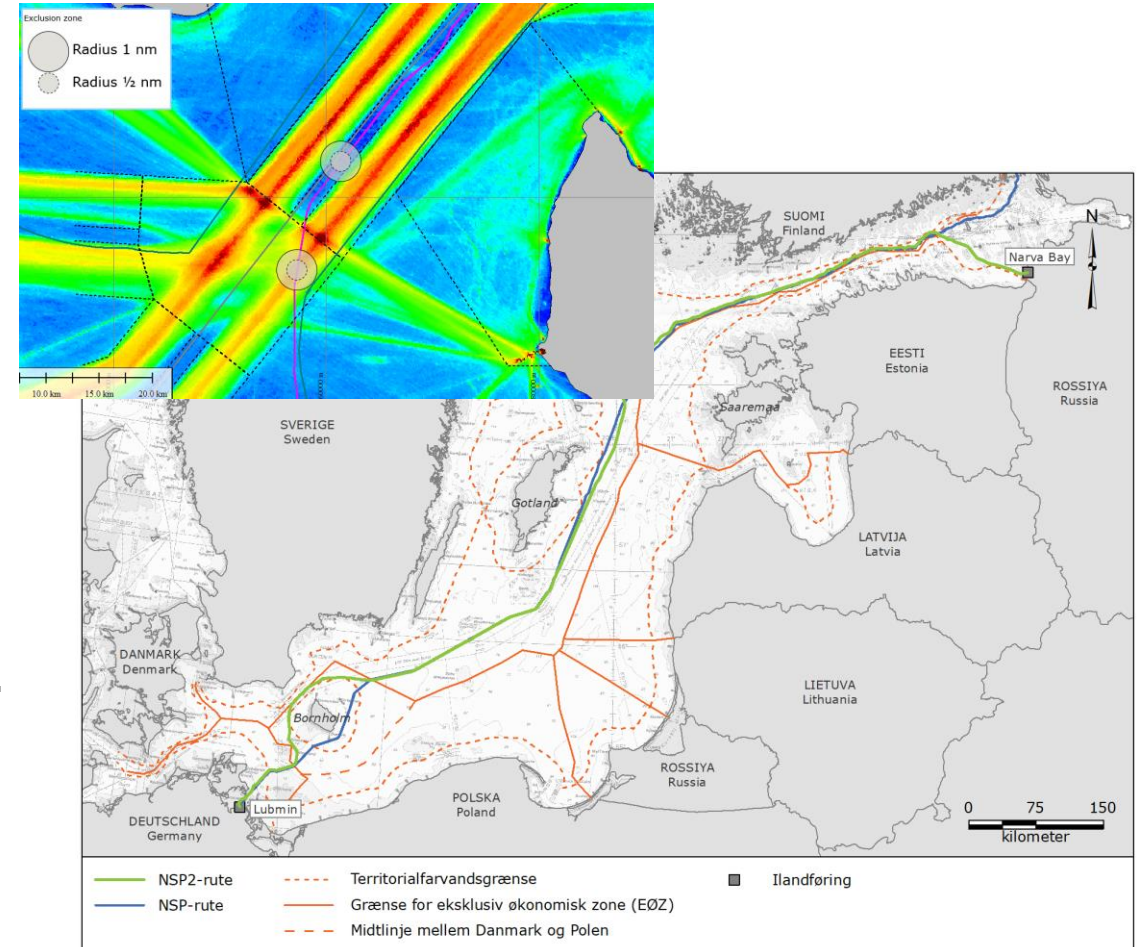 Exclusion zone
Radius 1 nm
Radius ½ nm
10.0 km 15.0 km 20.0 km
SUOMI
Finland
N
Narva Bay
EESTI
Estonia
ROSSIYA
Russia
Saaremaa
SVERIGE
Sweden
Gotland
LATVIJA
Latvia
DANMARK
Denmark
LIETUVA
Lithuania
Bornholm
ROSSIYA
Russia
POLSKA
Poland
Lubmin
DEUTSCHLAND
Germany
0 75 150
kilometer
NSP2-rute
NSP-rute
Territorialfarvandsgrænse
Grænse for eksklusiv økonomisk zone (EØZ)
Midtlinje mellem Danmark og Polen
Ilandføring